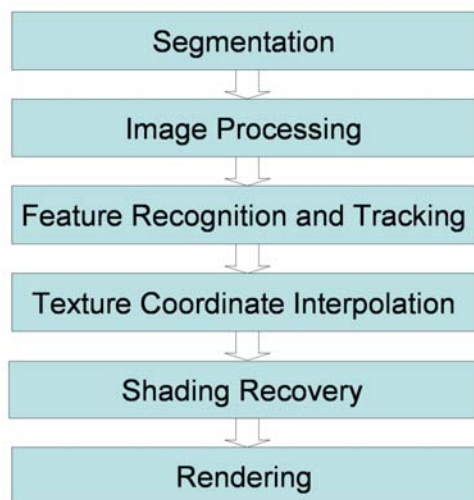 Segmentation
Image Processing
Feature Recognition and Tracking
Texture Coordinate Interpolation
Shading Recovery
Rendering